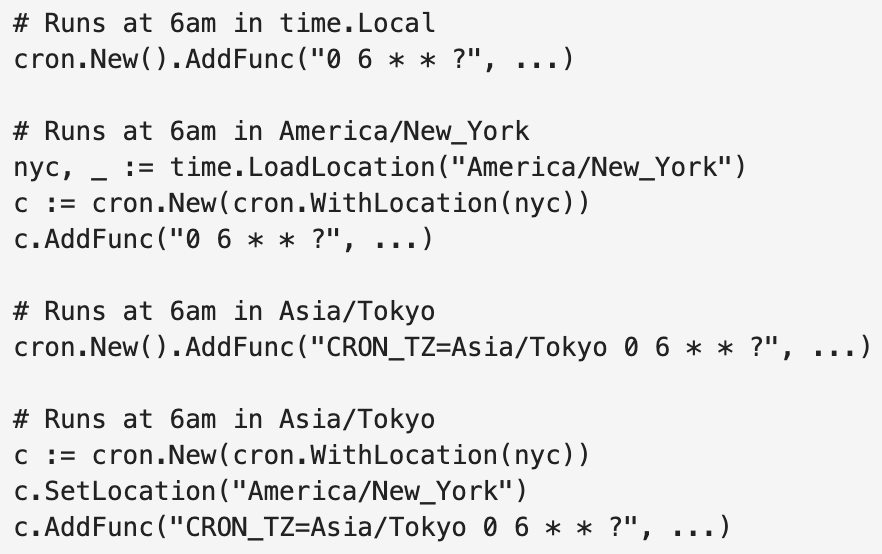 # Runs at 6am in time.Local
cron.New().AddFunc("0 6 * * ?", ...)
# Runs at 6am in America/New_York
nyc, _ := time.LoadLocation("America/New_York")
c := cron.New(cron.WithLocation(nyc))
c.AddFunc("0 6 * * ?", ...)
# Runs at 6am in Asia/Tokyo
cron.New().AddFunc("CRON_TZ=Asia/Tokyo 0 6 * * ?", ...)
# Runs at 6am in Asia/Tokyo
c := cron.New(cron.WithLocation(nyc))
c.SetLocation("America/New_York")
c.AddFunc("CRON_TZ=Asia/Tokyo 0 6 * * ?", ...)